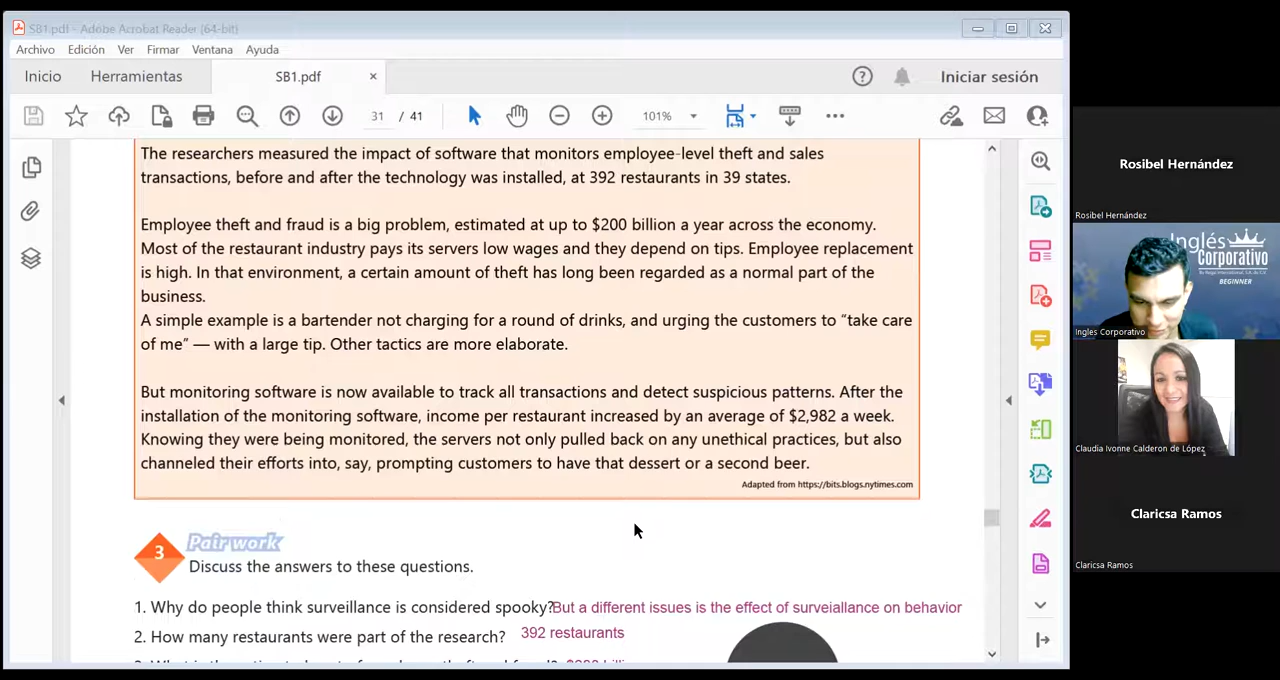 SB1.pdf - Adobe Acrobat Reader (64-bit)
Archivo Edición Ver Firmar Ventana Ayuda
Inicio Herramientas SB1.pdf × Iniciar sesión
31 / 41 101%
The researchers measured the impact of software that monitors employee-level theft and sales
transactions, before and after the technology was installed, at 392 restaurants in 39 states.
Employee theft and fraud is a big problem, estimated at up to $200 billion a year across the economy.
Most of the restaurant industry pays its servers low wages and they depend on tips. Employee replacement
is high. In that environment, a certain amount of theft has long been regarded as a normal part of the
business.
A simple example is a bartender not charging for a round of drinks, and urging the customers to “take care
of me” — with a large tip. Other tactics are more elaborate.
But monitoring software is now available to track all transactions and detect suspicious patterns. After the
installation of the monitoring software, income per restaurant increased by an average of $2,982 a week.
Knowing they were being monitored, the servers not only pulled back on any unethical practices, but also
channeled their efforts into, say, prompting customers to have that dessert or a second beer.
Adapted from https://bits.blogs.nytimes.com
3 Pair work
Discuss the answers to these questions.
1. Why do people think surveillance is considered spooky? But a different issues is the effect of surveiallance on behavior
2. How many restaurants were part of the research? 392 restaurants
Rosibel Hernández
Rosibel Hernández
Inglés
Corporativo
BEGINNER
Ingles Corporativo
Claudia Ivonne Calderon de López
Claricsa Ramos
Claricsa Ramos